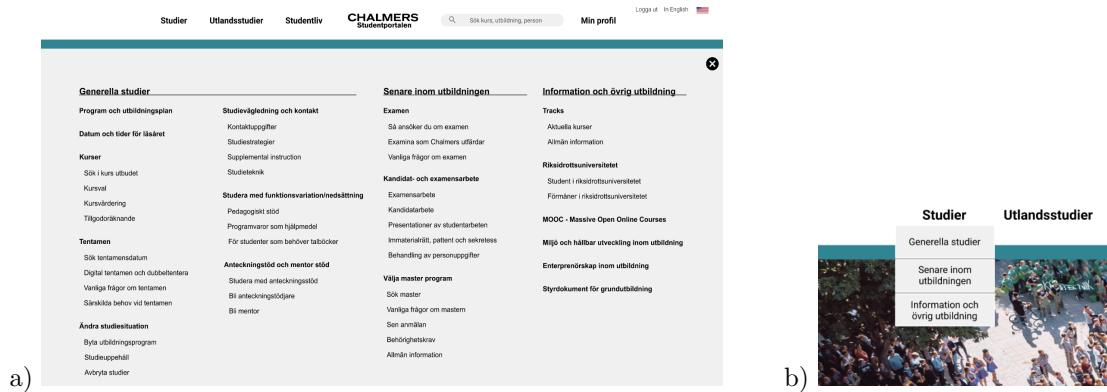 Logga ut In English
Studier Utlandsstudier Studentliv CHALMERS Studentportalen Sök kurs, utbildning, person Min profil
Generella studier
Program och utbildningsplan
Datum och tider för läsåret
Kurser
Sök i kurs utbudet
Kursval
Kursvärdering
Tillgodoräknande
Tentamen
Sök tentamensdatum
Digital tentamen och dubbeltentera
Vanliga frågor om tentamen
Särskilda behov vid tentamen
Ändra studiesituation
Byta utbildningsprogram
Studieuppehåll
Avbryta studier
Studievägledning och kontakt
Kontaktuppgifter
Studiestrategier
Supplemental instruction
Studieteknik
Studera med funktionsvariation/nedsättning
Pedagogiskt stöd
Programvaror som hjälpmedel
För studenter som behöver talböcker
Anteckningstöd och mentor stöd
Studera med anteckningsstöd
Bli anteckningstödjare
Bli mentor
Senare inom utbildningen
Examen
Så ansöker du om examen
Examina som Chalmers utfärdar
Vanliga frågor om examen
Kandidat- och examensarbete
Examensarbete
Kandidatarbete
Presentationer av studentarbeten
Immaterialrätt, pattent och sekretess
Behandling av personuppgifter
Välja master program
Sök master
Vanliga frågor om mastern
Sen anmälan
Behörighetskrav
Allmän information
Information och övrig utbildning
Tracks
Aktuella kurser
Allmän information
Riksidrottsuniversitetet
Student i riksidrottsuniversitetet
Förmåner i riksidrottsuniversitetet
MOOC - Massive Open Online Courses
Miljö och hållbar utveckling inom utbildning
Enterprenörskap inom utbildning
Styrdokument för grundutbildning
a)
Studier Utlandsstudier
Generella studier
Senare inom
utbildningen
Information och
övrig utbildning
b)